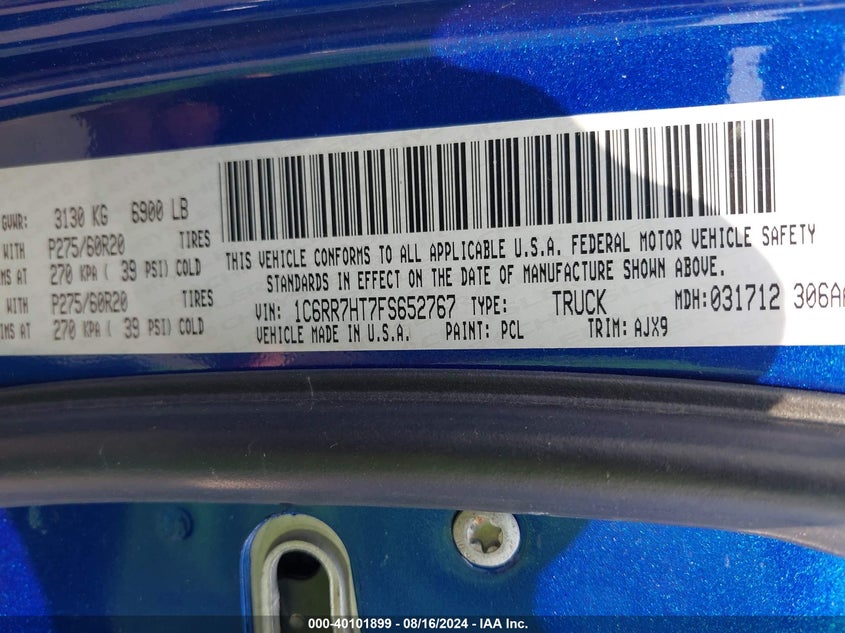 GVWR: 3130 KG 6900 LB
WITH P275/60R20 TIRES
MS AT 270 KPA ( 39 PSI) COLD
WITH P275/60R20 TIRES
IMS AT 270 KPA ( 39 PSI) COLD
THIS VEHICLE CONFORMS TO ALL APPLICABLE U.S.A. FEDERAL MOTOR VEHICLE SAFETY
STANDARDS IN EFFECT ON THE DATE OF MANUFACTURE SHOWN ABOVE.
VIN: 1C6RR7HT7FS652767 TYPE: TRUCK MDH: 031712 306AA
VEHICLE MADE IN U.S.A. PAINT: PCL TRIM: AJX9
000-40101899 - 08/16/2024 - IAA Inc.